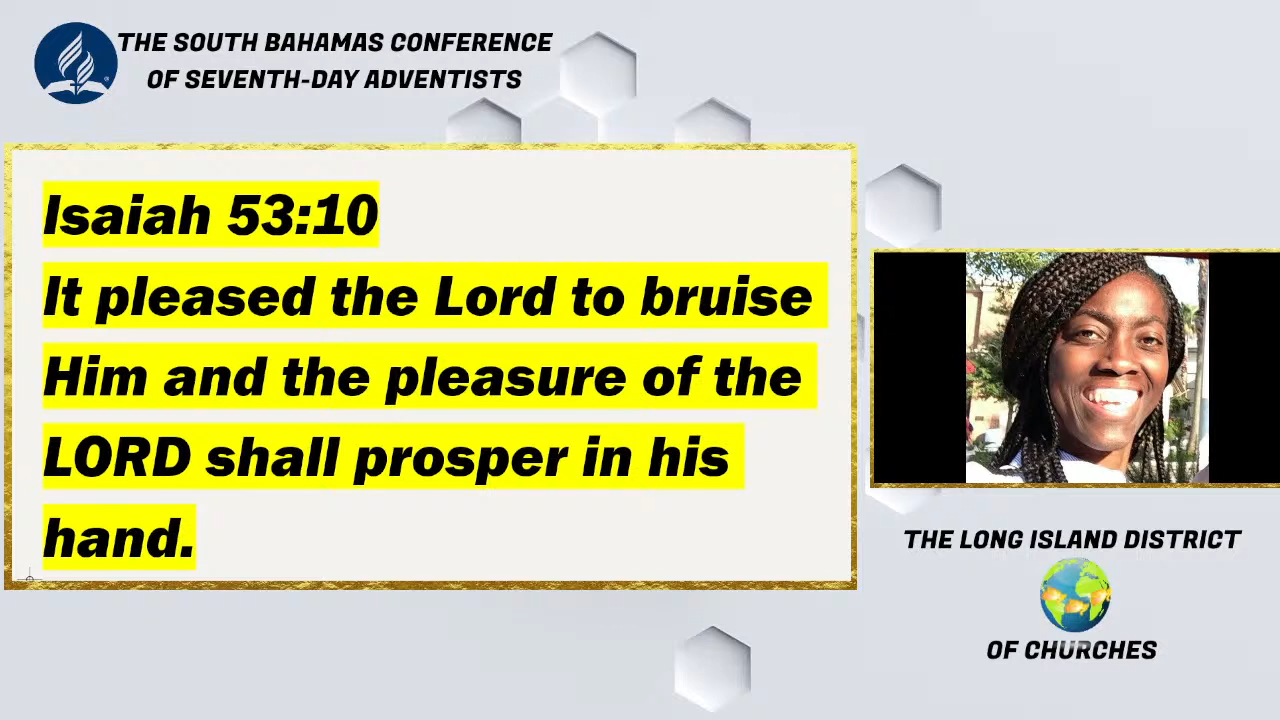 THE SOUTH BAHAMAS CONFERENCE
OF SEVENTH-DAY ADVENTISTS
Isaiah 53:10
It pleased the Lord to bruise
Him and the pleasure of the
LORD shall prosper in his
hand.
THE LONG ISLAND DISTRICT
OF CHURCHES